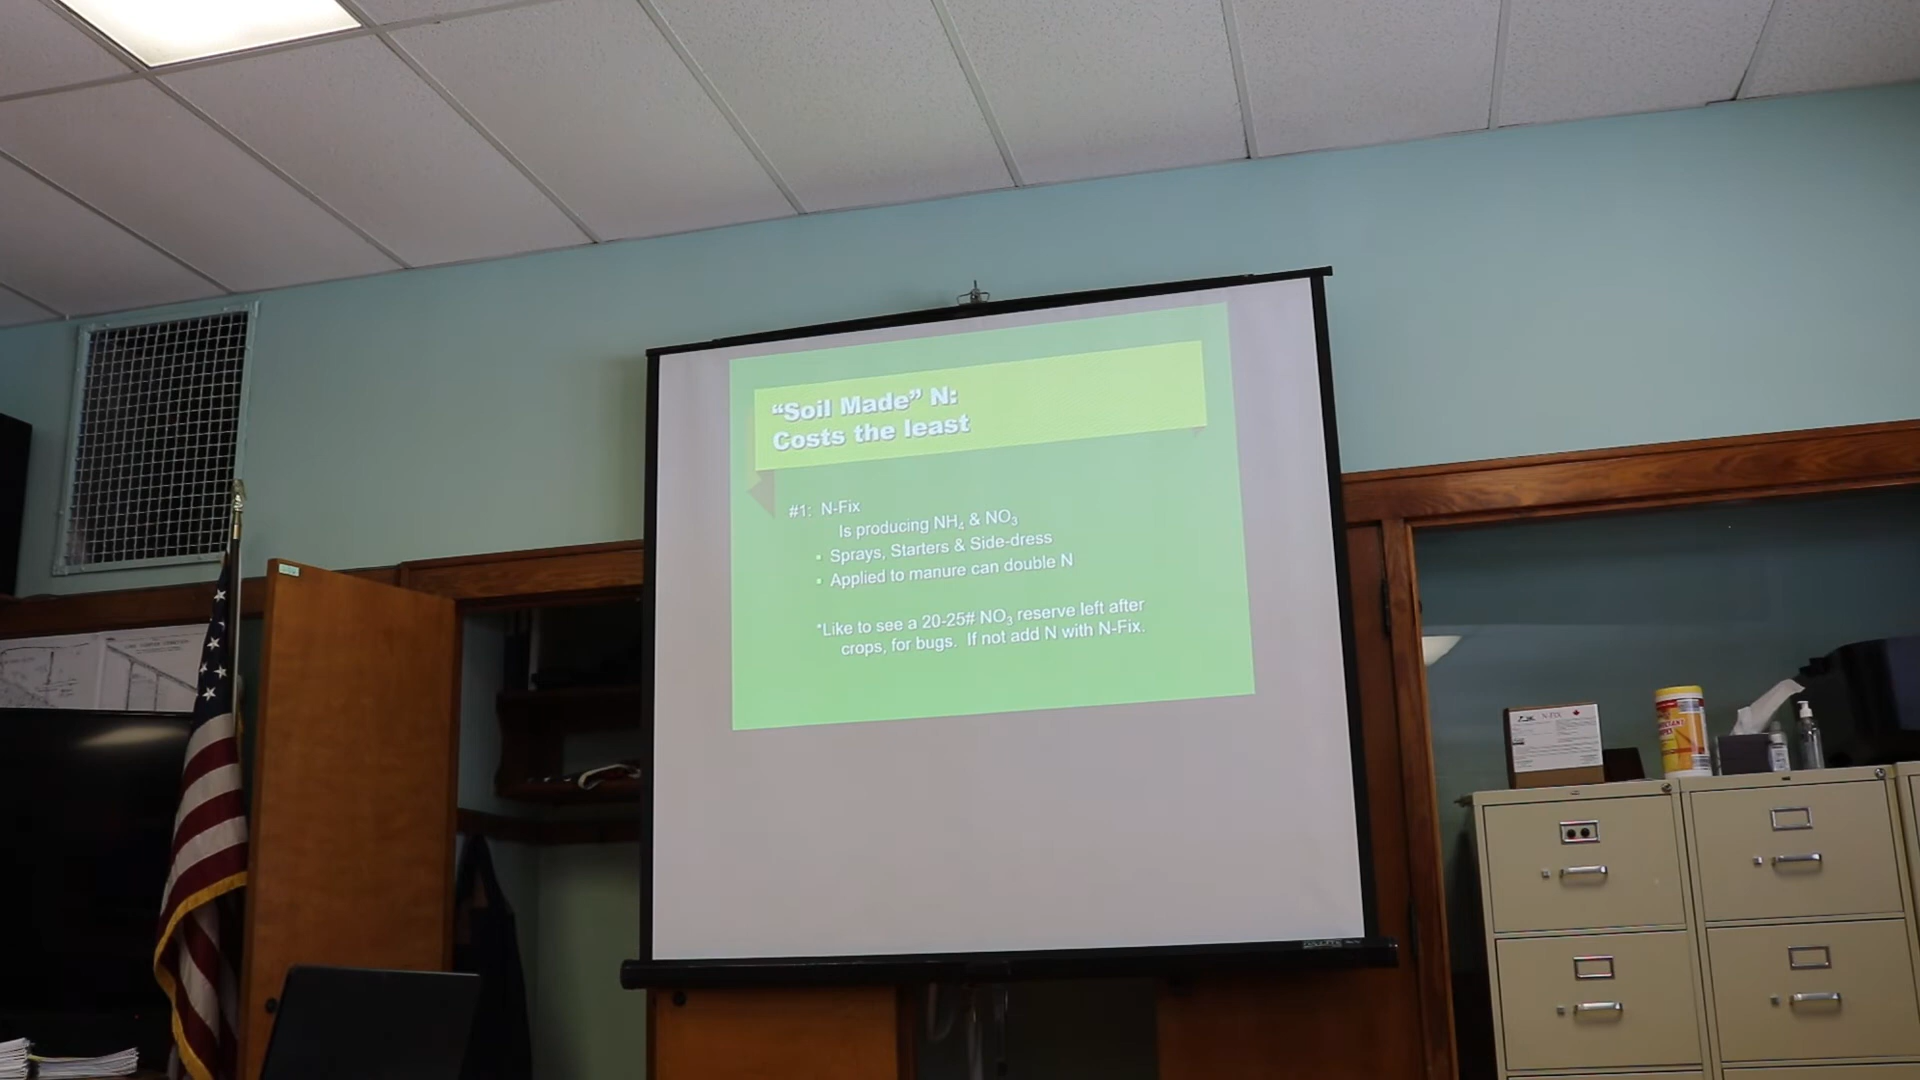 “Soil Made” N:
Costs the least
#1: N-Fix
Is producing NH₄ & NO₃
▪ Sprays, Starters & Side-dress
▪ Applied to manure can double N
*Like to see a 20-25# NO₃ reserve left after
crops, for bugs. If not add N with N-Fix.
N-FIX